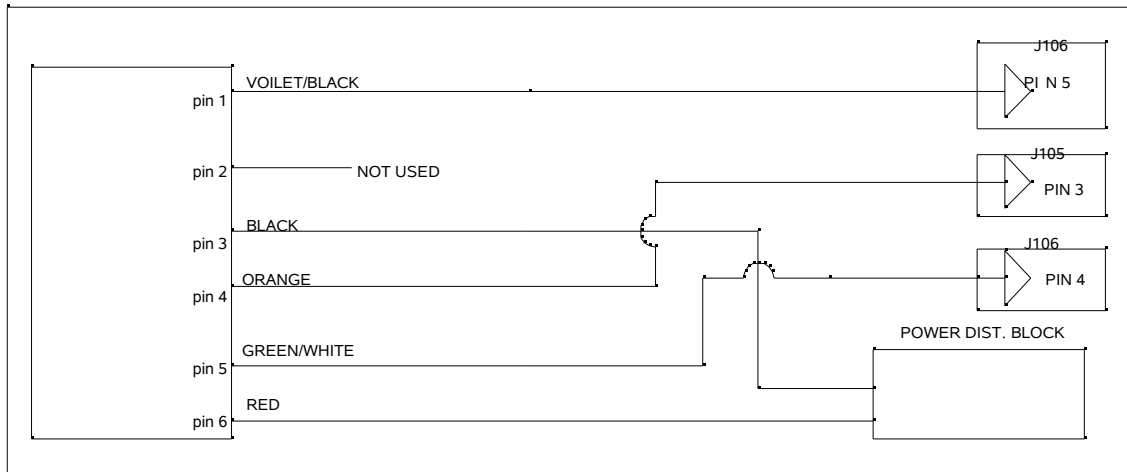 J106
VOILET/BLACK
PI N 5
pin 1
J105
pin 2
NOT USED
PIN 3
BLACK
pin 3
J106
ORANGE
PIN 4
pin 4
POWER DIST. BLOCK
GREEN/WHITE
pin 5
RED
pin 6